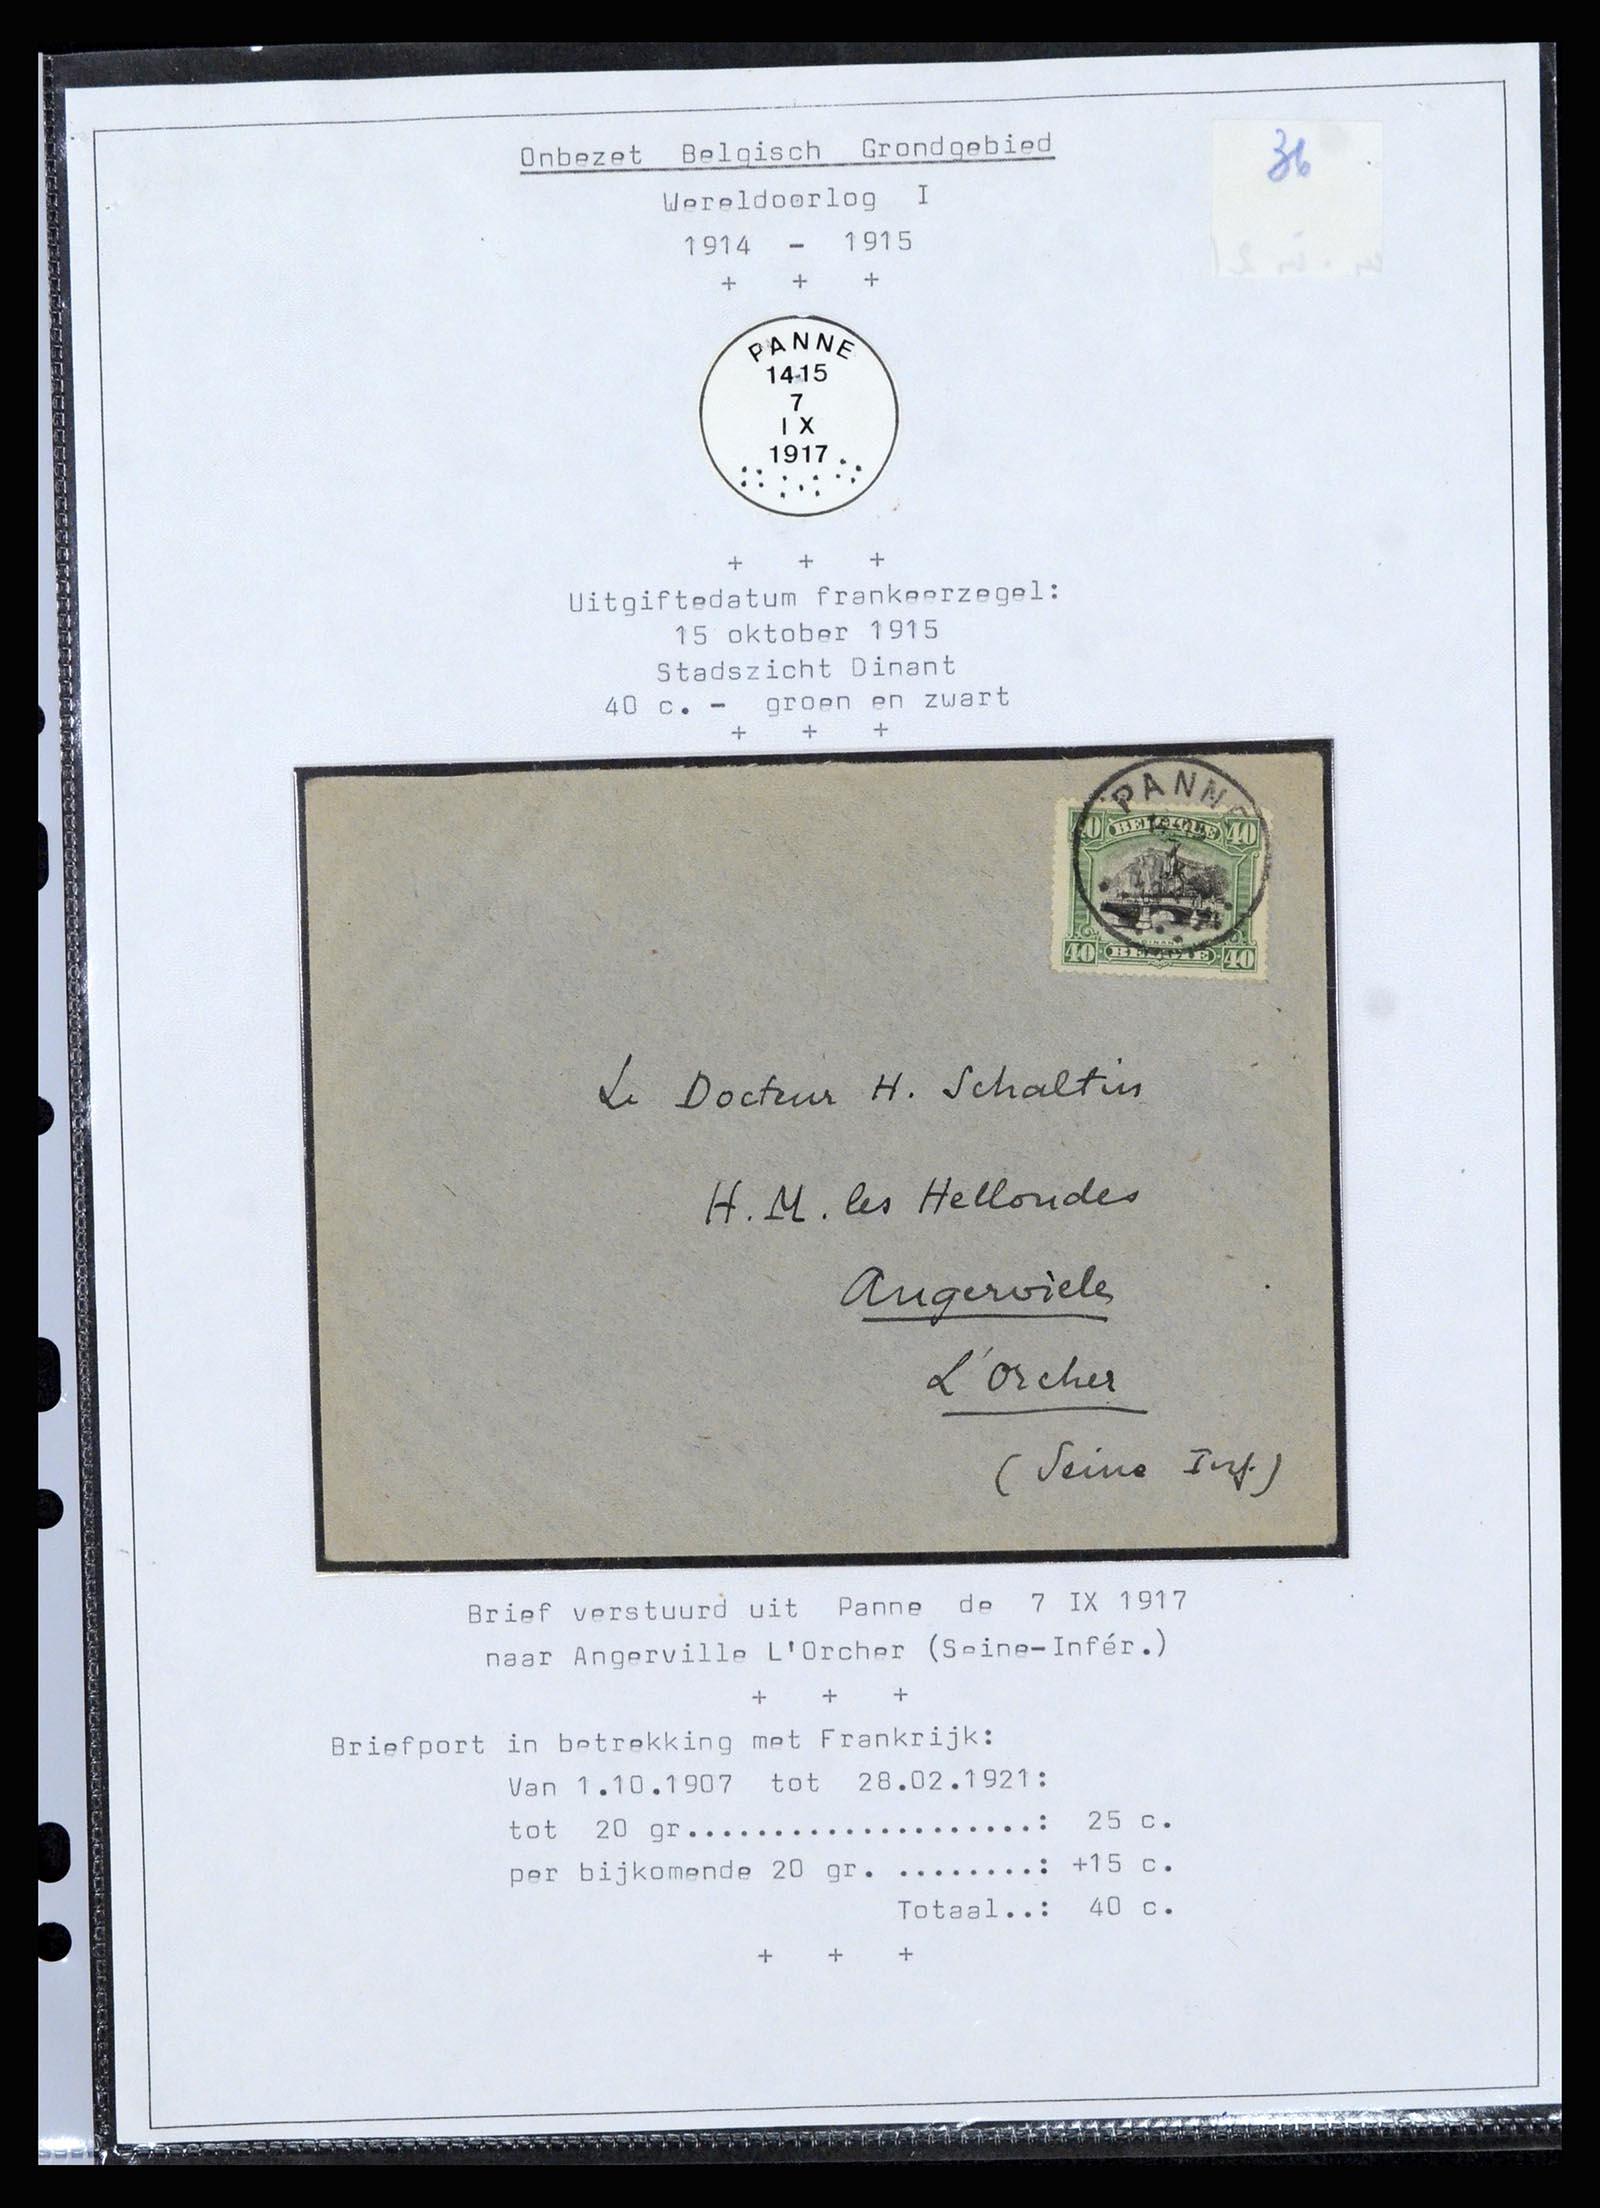 Onbezet Belgisch Grondgebied
36
Wereldoorlog I
1914 - 1915
+ + +
PANNE
14-15
7
IX
1917
+ + +
Uitgiftedatum frankeerzegel:
15 oktober 1915
Stadszicht Dinant
40 c. - groen en zwart
+ + +
PANNE
40 BELGIQUE 40
DINANT
40 BELGIE 40
Le Docteur H. Schaltin
H. M. les Hellondes
Angerville
L'Orcher
(Seine Inf.)
Brief verstuurd uit Panne de 7 IX 1917
naar Angerville L'Orcher (Seine-Infér.)
+ + +
Briefport in betrekking met Frankrijk:
Van 1.10.1907 tot 28.02.1921:
tot 20 gr....................: 25 c.
per bijkomende 20 gr. ........: +15 c.
Totaal..: 40 c.
+ + +